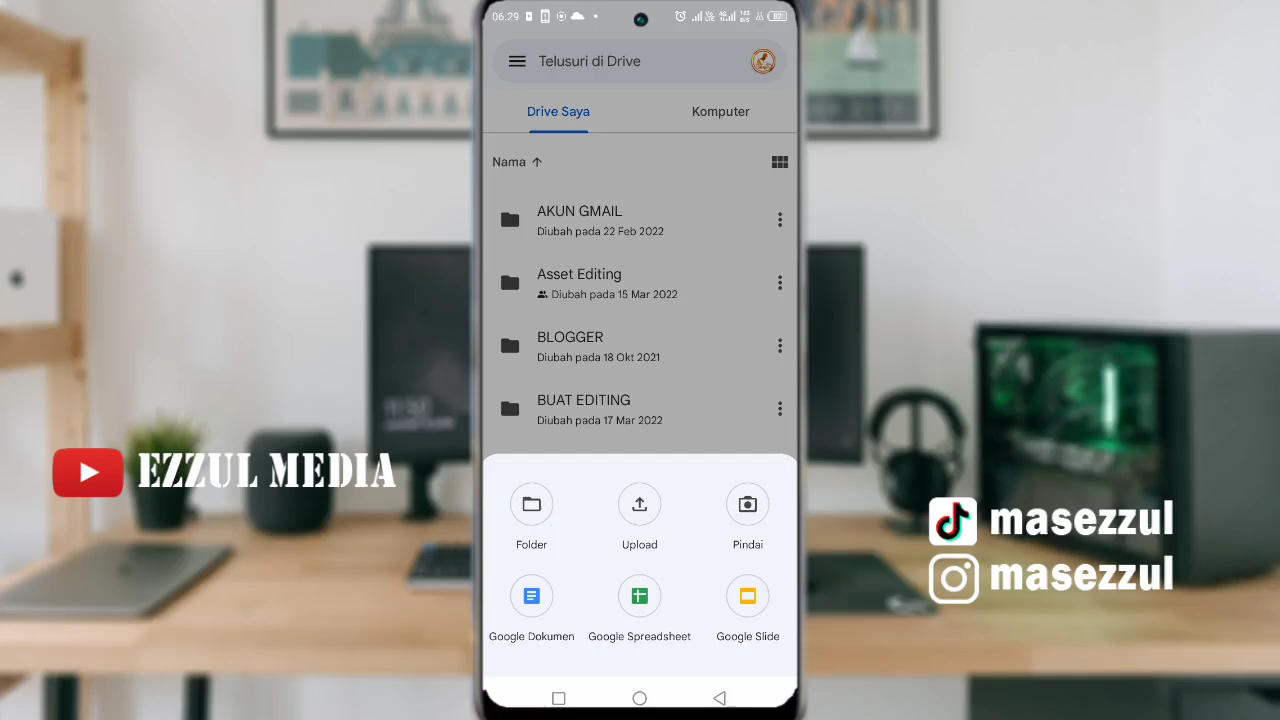 06.29
82
Telusuri di Drive
Drive Saya
Komputer
Nama
AKUN GMAIL
Diubah pada 22 Feb 2022
Asset Editing
Diubah pada 15 Mar 2022
BLOGGER
Diubah pada 18 Okt 2021
BUAT EDITING
Diubah pada 17 Mar 2022
Folder
Upload
Pindai
Google Dokumen
Google Spreadsheet
Google Slide
EZZUL MEDIA
masezzul
masezzul